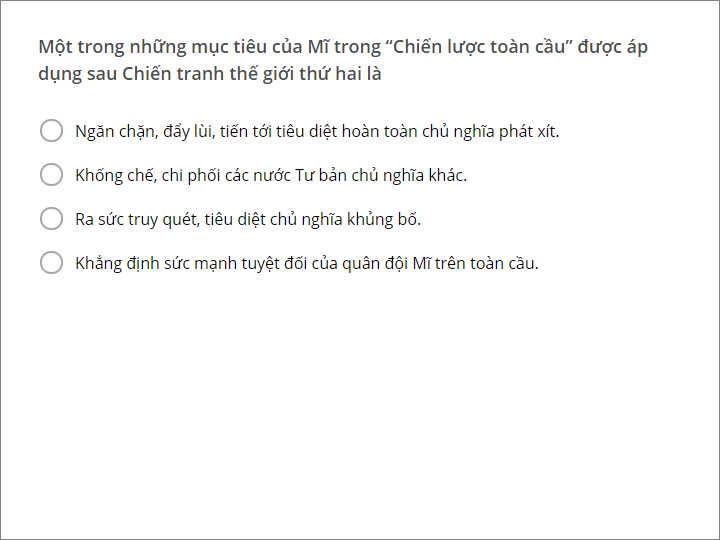 Một trong những mục tiêu của Mĩ trong “Chiến lược toàn cầu” được áp
dụng sau Chiến tranh thế giới thứ hai là
Ngăn chặn, đẩy lùi, tiến tới tiêu diệt hoàn toàn chủ nghĩa phát xít.
Khống chế, chi phối các nước Tư bản chủ nghĩa khác.
Ra sức truy quét, tiêu diệt chủ nghĩa khủng bố.
Khẳng định sức mạnh tuyệt đối của quân đội Mĩ trên toàn cầu.